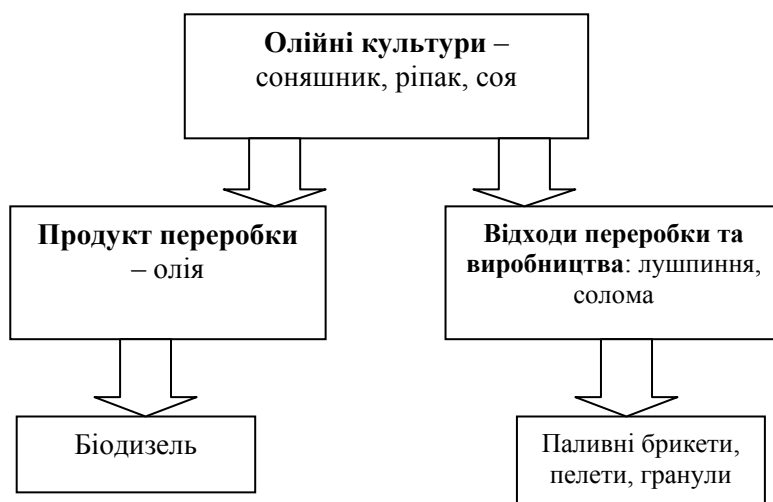 Олійні культури –
соняшник, ріпак, соя
Продукт переробки
– олія
Відходи переробки та
виробництва: лушпиння,
солома
Біодизель
Паливні брикети,
пелети, гранули